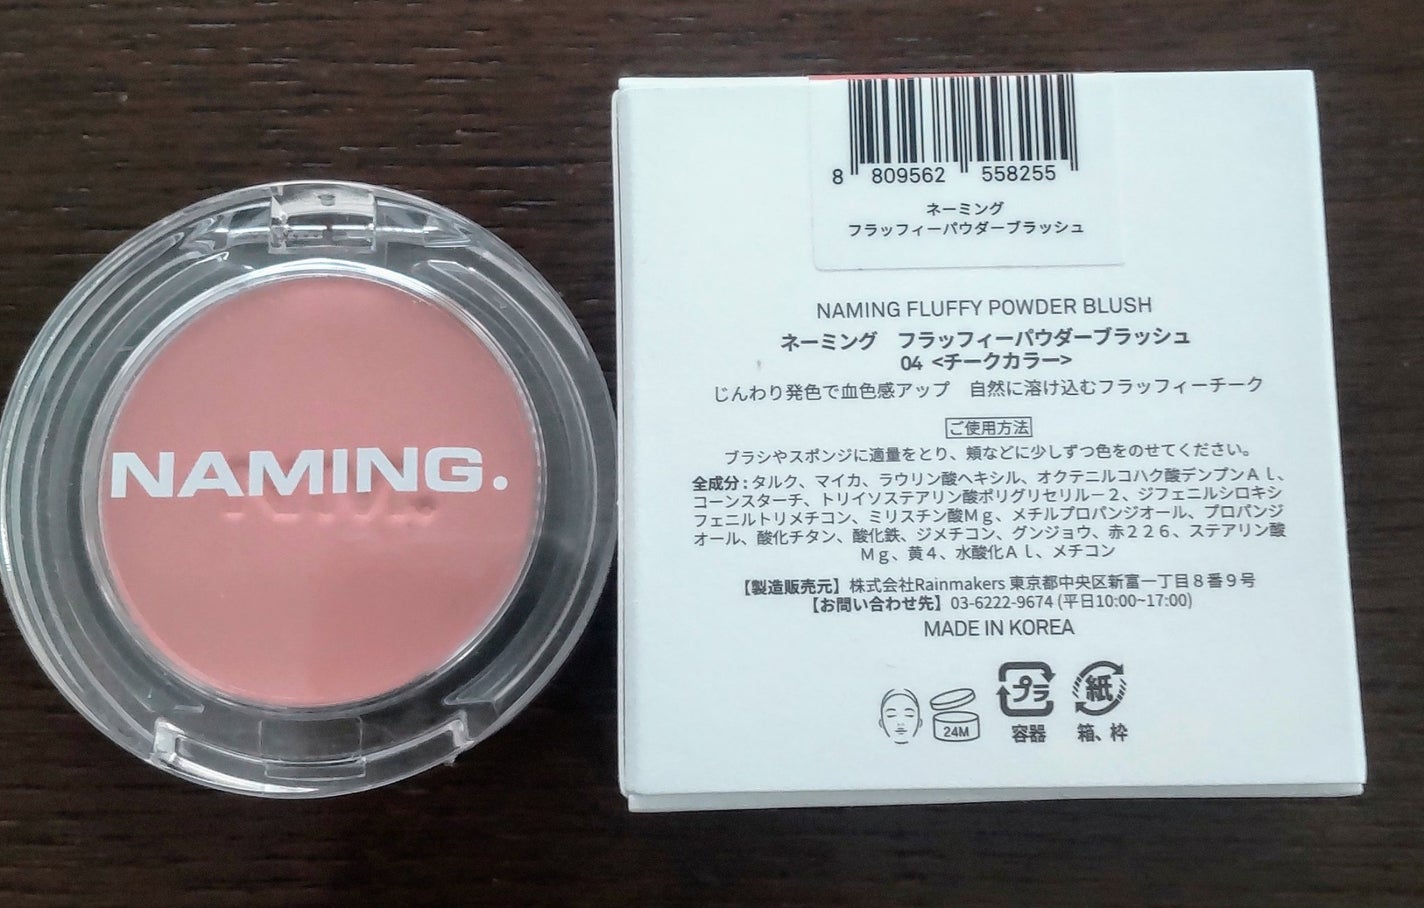 NAMING.
8 809562 558255
ネーミング
フラッフィーパウダーブラッシュ
NAMING FLUFFY POWDER BLUSH
ネーミング　フラッフィーパウダーブラッシュ
04 <チークカラー>
じんわり発色で血色感アップ　自然に溶け込むフラッフィーチーク
ご使用方法
ブラシやスポンジに適量をとり、頬などに少しずつ色をのせてください。
全成分：タルク、マイカ、ラウリン酸ヘキシル、オクテニルコハク酸デンプンＡｌ、
コーンスターチ、トリイソステアリン酸ポリグリセリル－２、ジフェニルシロキシ
フェニルトリメチコン、ミリスチン酸Ｍｇ、メチルプロパンジオール、プロパンジ
オール、酸化チタン、酸化鉄、ジメチコン、グンジョウ、赤２２６、ステアリン酸
Ｍｇ、黄４、水酸化Ａｌ、メチコン
【製造販売元】株式会社Rainmakers 東京都中央区新富一丁目８番９号
【お問い合わせ先】03-6222-9674 (平日10:00~17:00)
MADE IN KOREA
24M
プラ
容器
紙
箱、枠